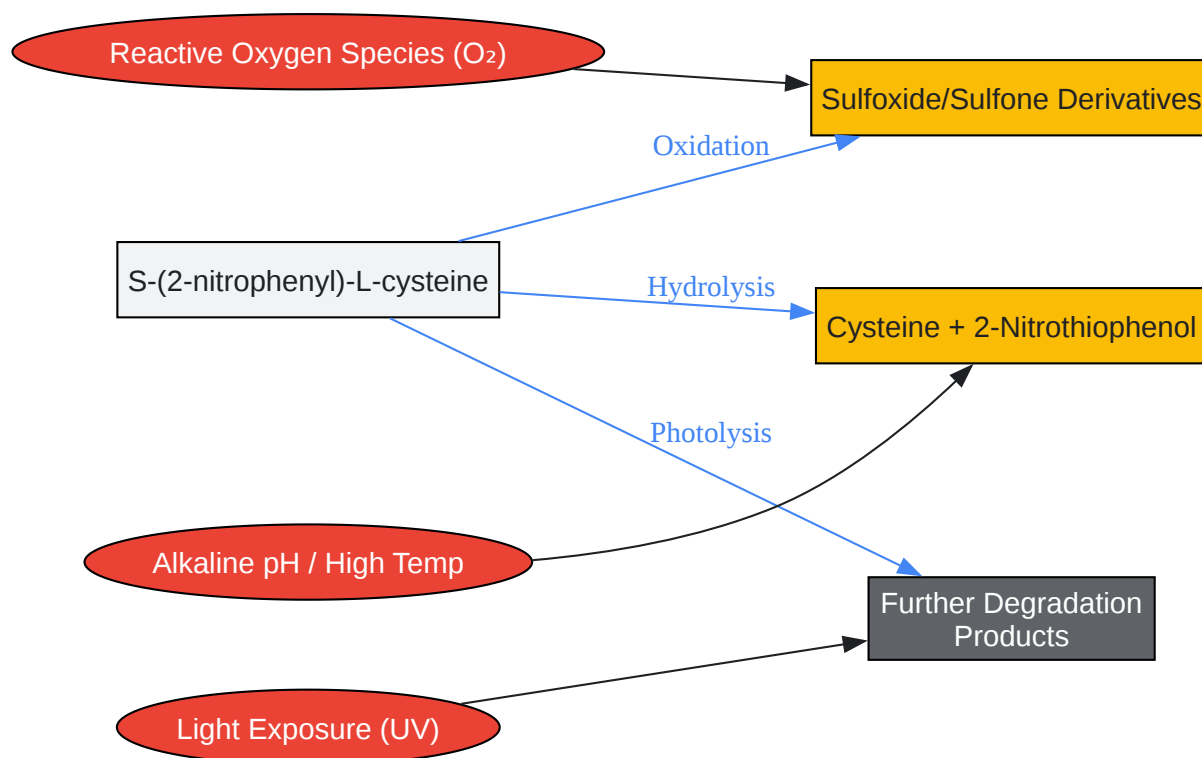 Reactive Oxygen Species (O₂)
Sulfoxide/Sulfone Derivatives
Oxidation
S-(2-nitrophenyl)-L-cysteine
Hydrolysis
Cysteine + 2-Nitrothiophenol
Photolysis
Alkaline pH / High Temp
Further Degradation
Products
Light Exposure (UV)